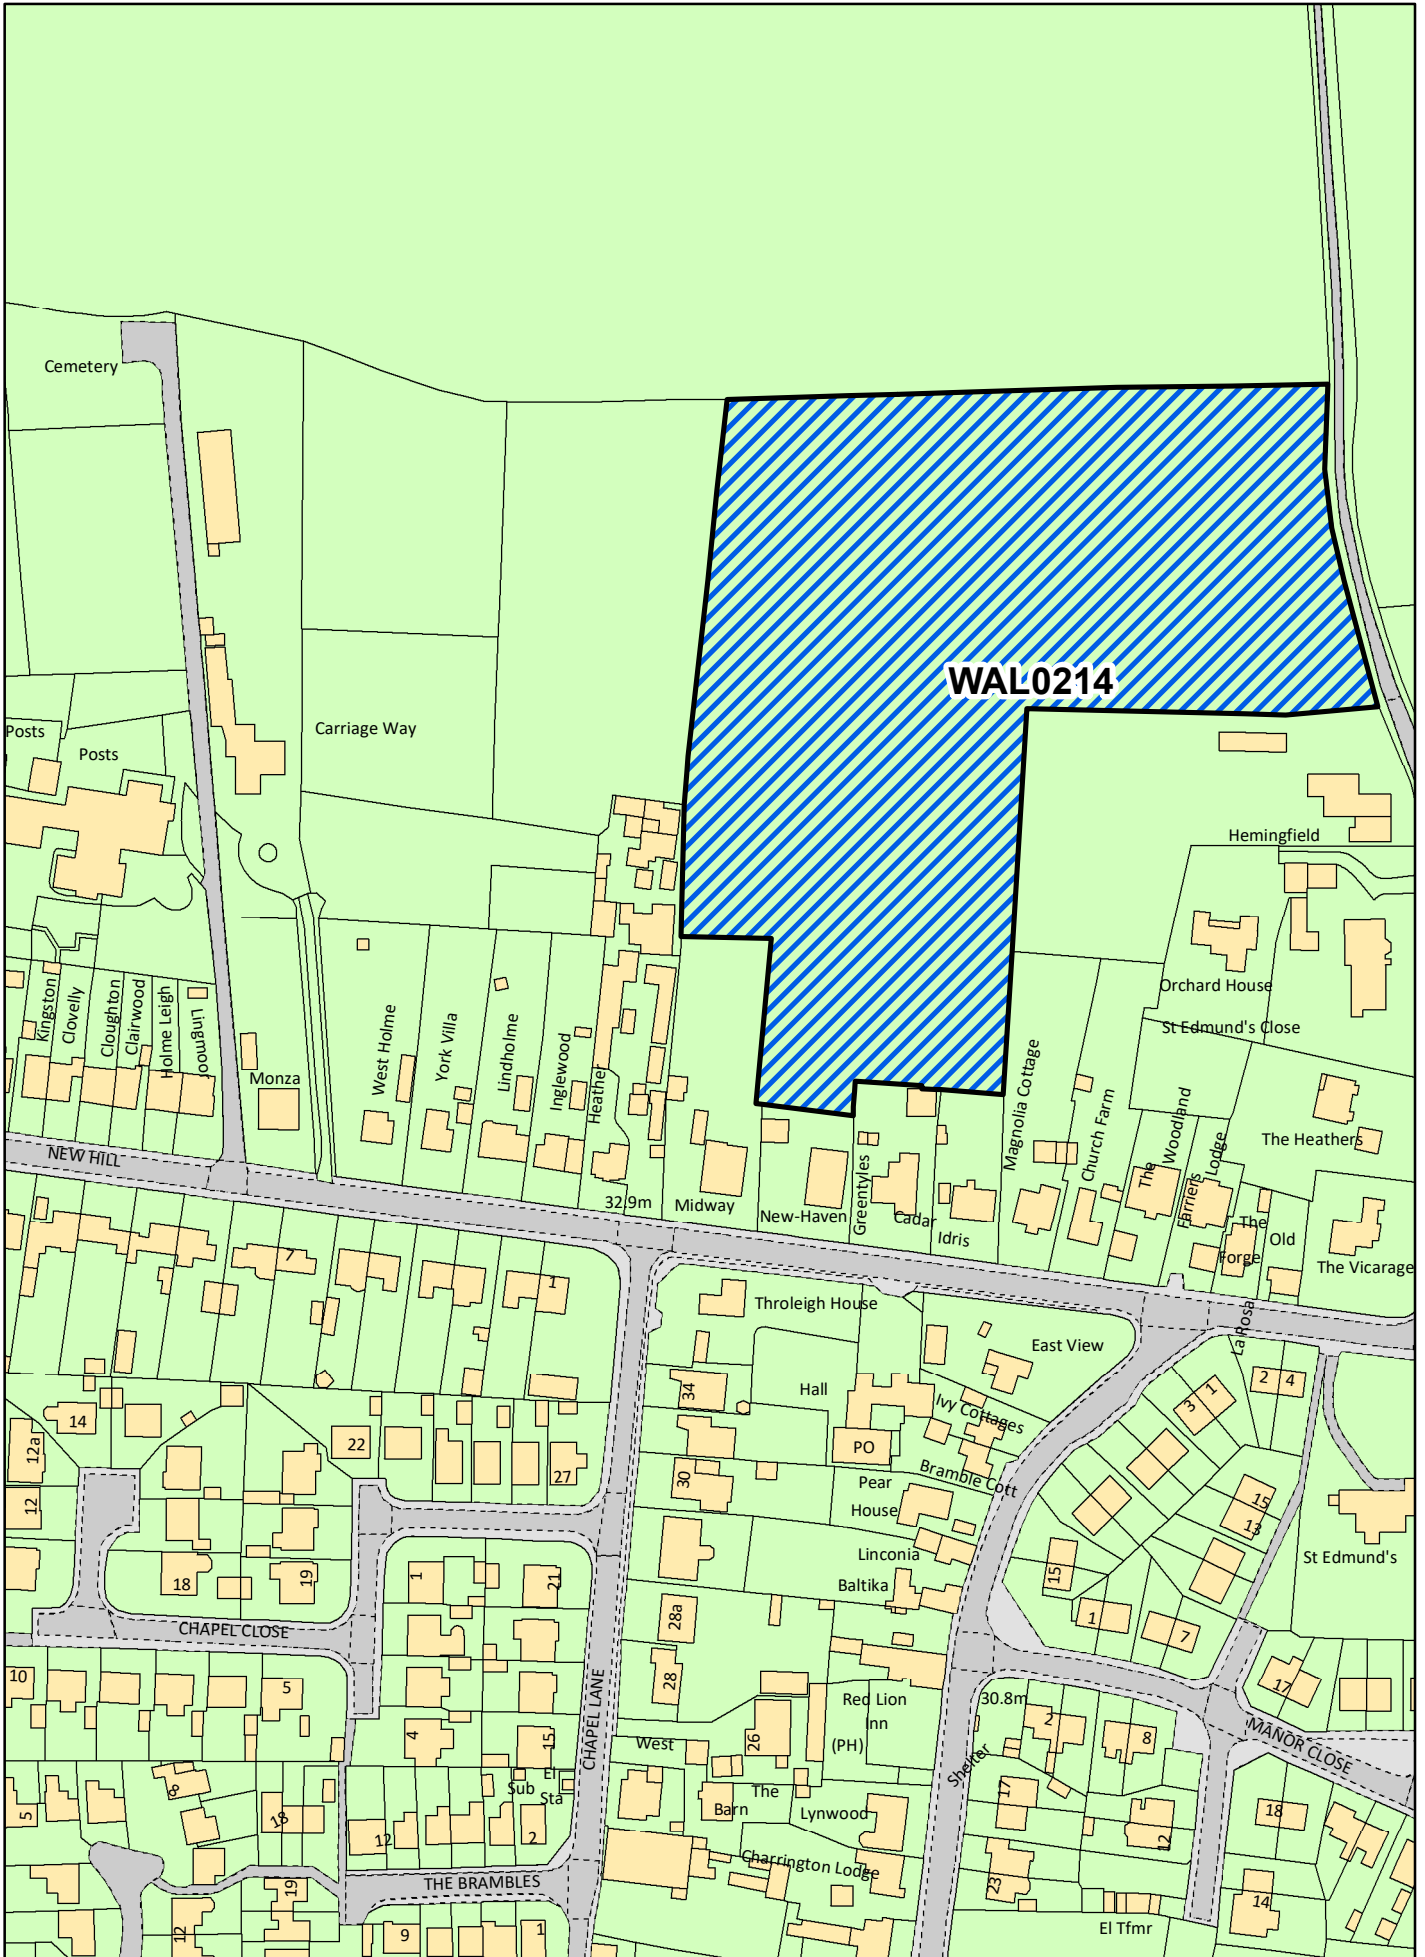 Cemetery
WAL0214
Carriage Way
Posts
Posts
Hemingfield
Orchard House
St Edmund's Close
Kingston
Clovelly
Cloughton
Clairwood
Holme Leigh
Lingmoor
Monza
West Holme
York Villa
Lindholme
Inglewood
Heather
Magnolia Cottage
Church Farm
The
Woodland
Farriers
Lodge
The Heathers
NEW HILL
32.9m
Midway
New-Haven
Greentyles
Cadar
Idris
The
Old
Forge
The Vicarage
7
1
Throleigh House
East View
La Rosa
34
Hall
Ivy Cottages
2
4
3
1
14
12a
22
27
PO
12
30
Pear
House
Bramble Cott
15
13
18
19
1
21
Linconia
Baltika
15
St Edmund's
CHAPEL CLOSE
28a
1
7
10
5
28
CHAPEL LANE
Red Lion
Inn
(PH)
30.8m
17
4
15
West
26
2
8
MANOR CLOSE
Shelter
El
Sub
Sta
The
Barn
Lynwood
17
5
8
18
12
2
12
18
Charrington Lodge
THE BRAMBLES
19
23
14
12
9
1
El Tfmr